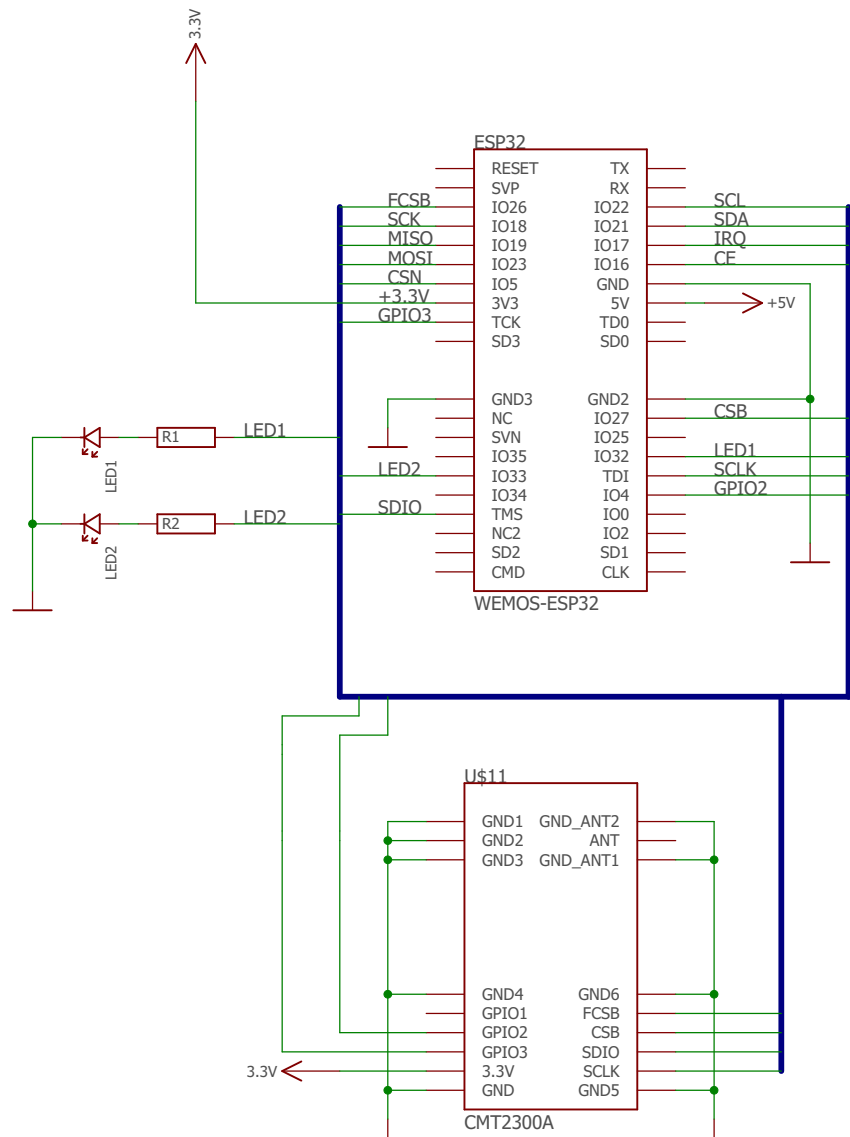 3.3V
ESP32
RESET TX
SVP RX
FCSB IO26 IO22 SCL
SCK IO18 IO21 SDA
MISO IO19 IO17 IRQ
MOSI IO23 IO16 CE
CSN IO5 GND
+3.3V 3V3 5V +5V
GPIO3 TCK TD0
SD3 SD0
GND3 GND2
NC IO27 CSB
R1 LED1 SVN IO25
LED1 IO35 IO32 LED1
LED2 IO33 TDI SCLK
IO34 IO4 GPIO2
SDIO TMS IO0
R2 LED2 NC2 IO2
LED2 SD2 SD1
CMD CLK
WEMOS-ESP32
U$11
GND1 GND_ANT2
GND2 ANT
GND3 GND_ANT1
GND4 GND6
GPIO1 FCSB
GPIO2 CSB
GPIO3 SDIO
3.3V 3.3V SCLK
GND GND5
CMT2300A